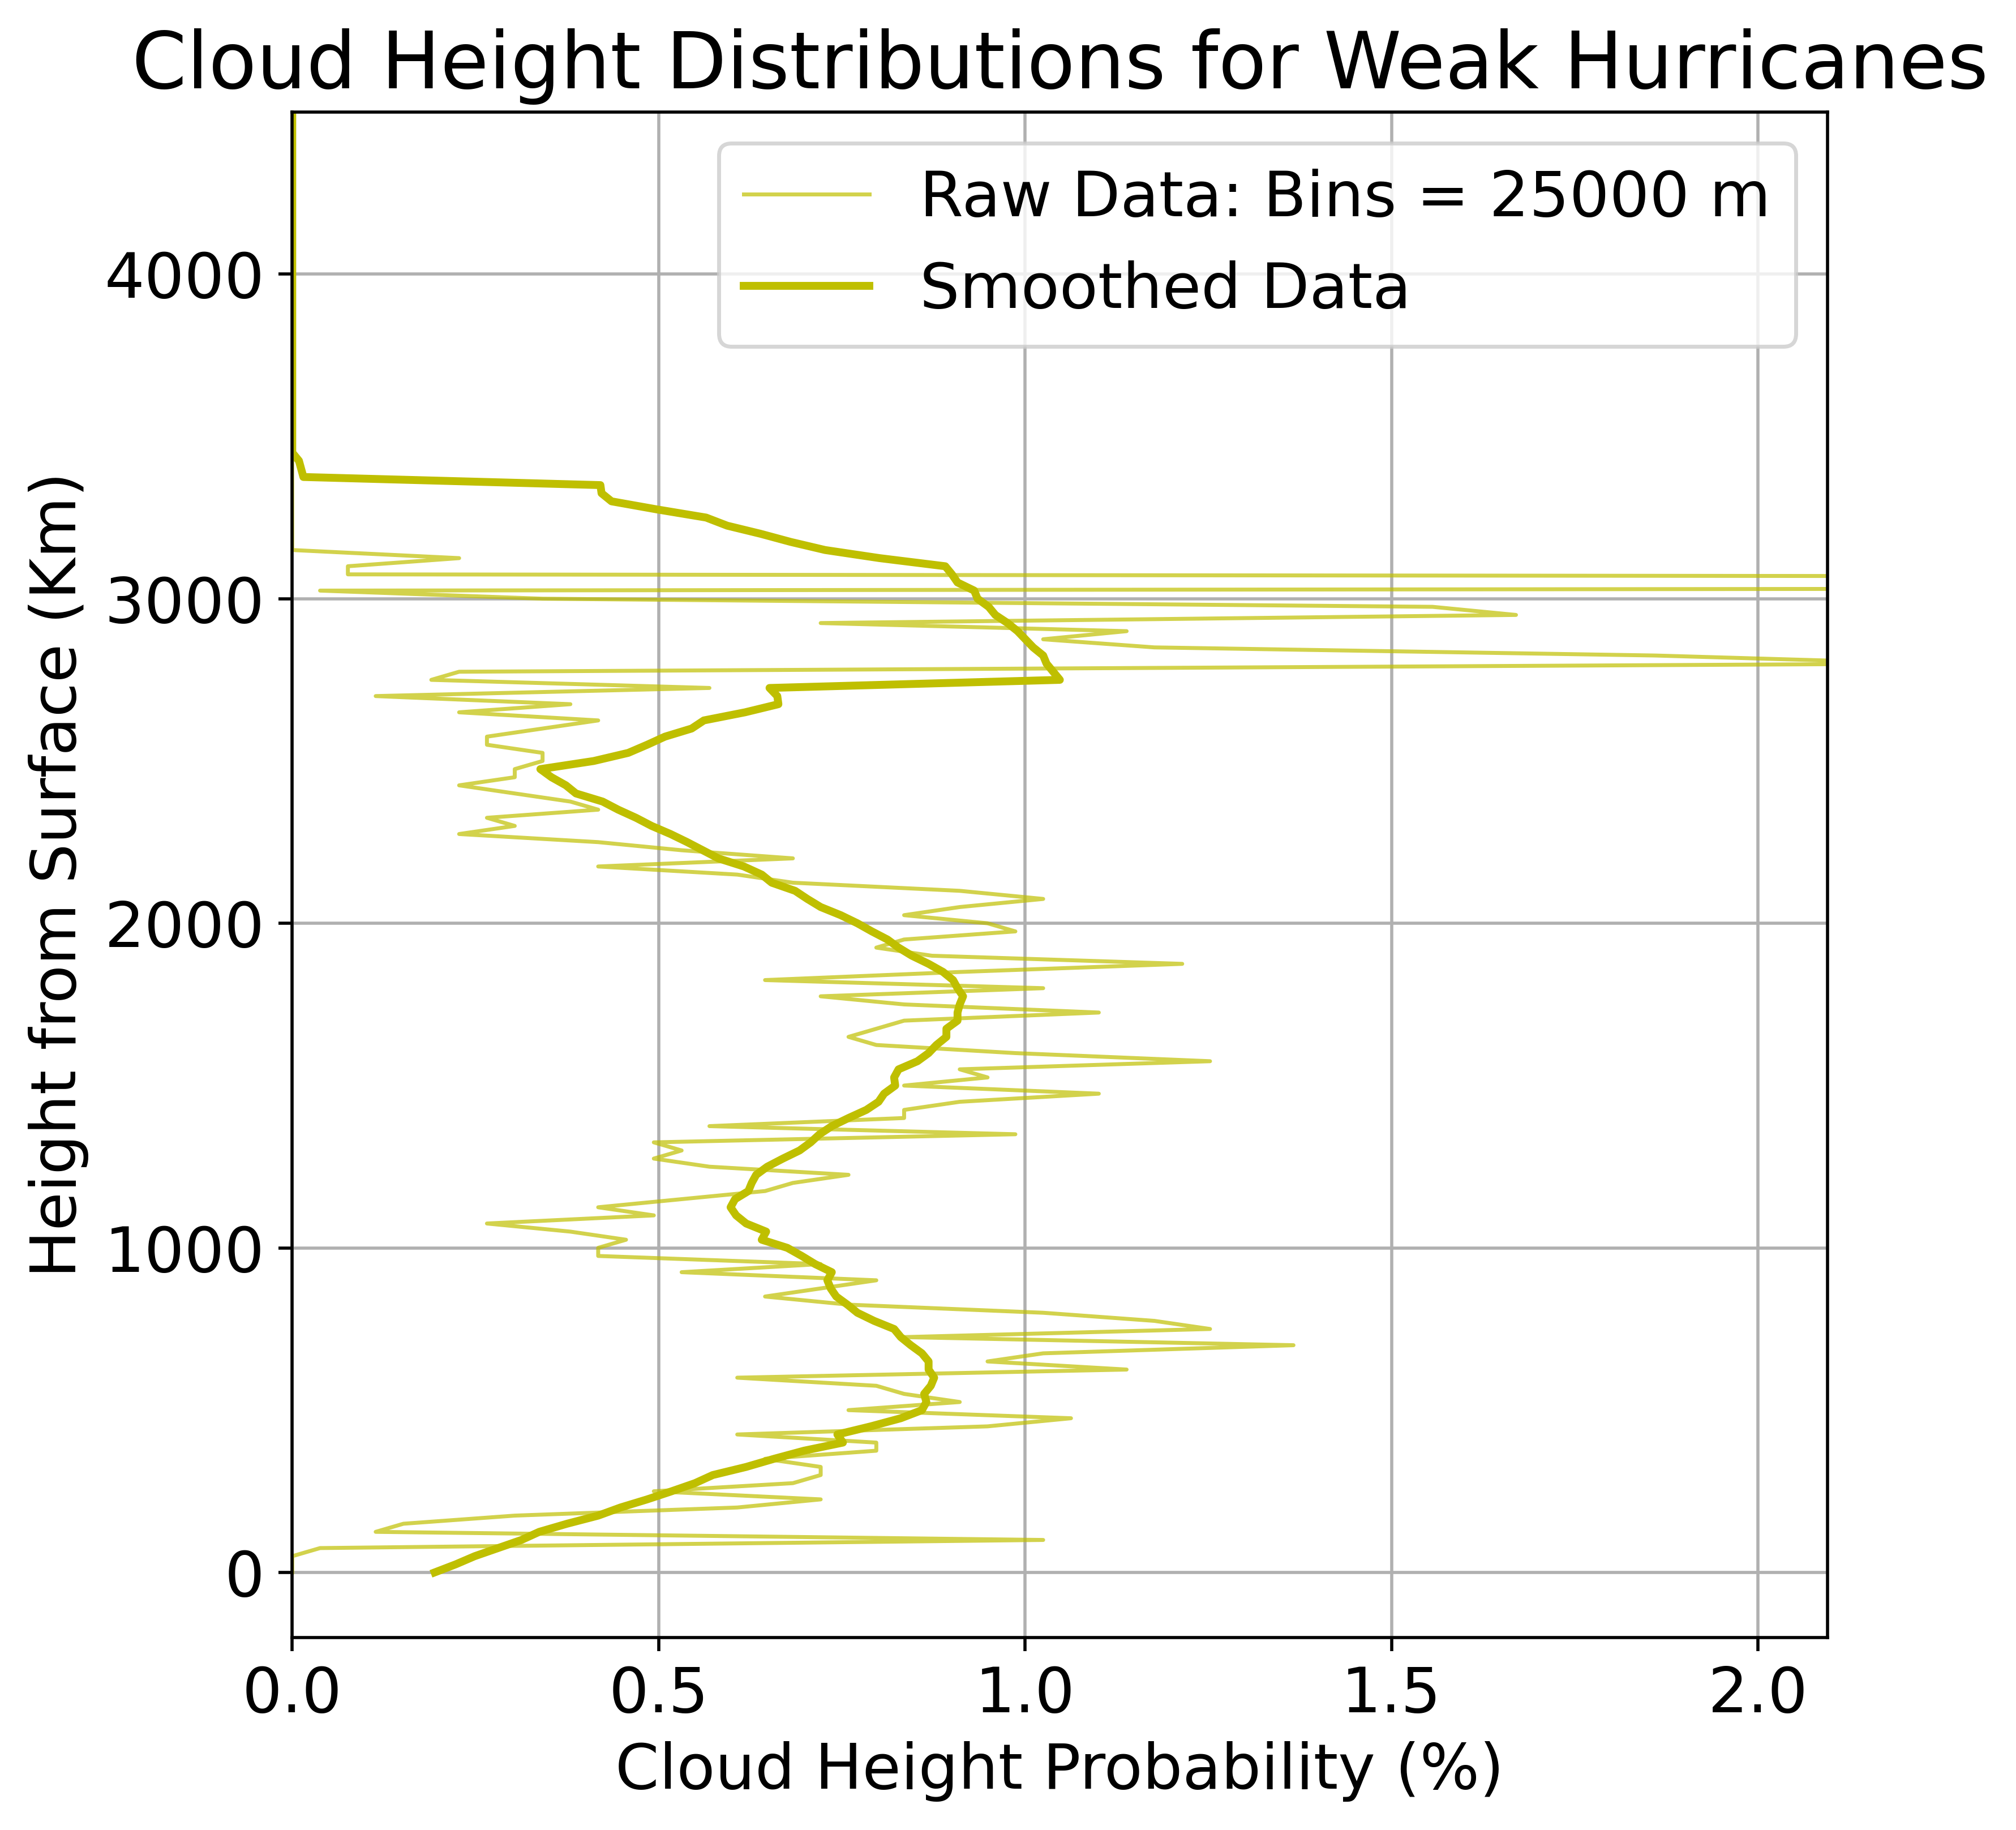 Cloud Height Distributions for Weak Hurricanes
Raw Data: Bins = 25000 m
Smoothed Data
Height from Surface (Km)
4000
3000
2000
1000
0
0.0 0.5 1.0 1.5 2.0
Cloud Height Probability (%)